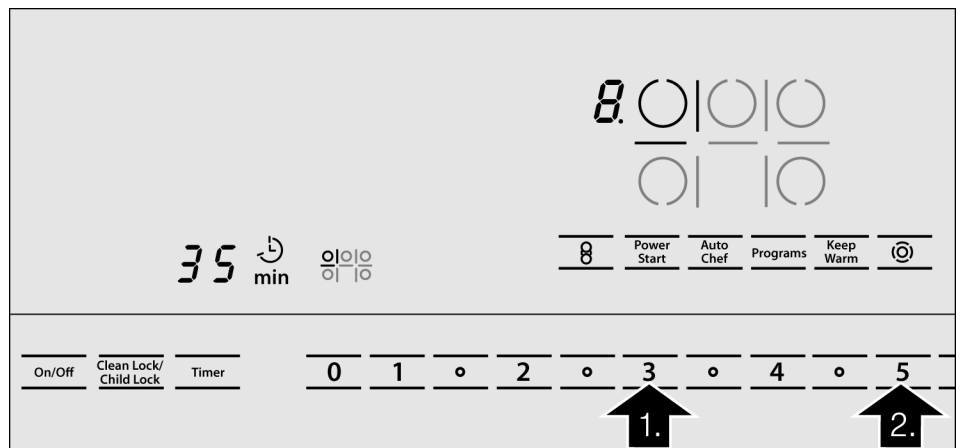 8.
35 min
Power Start
Auto Chef
Programs
Keep Warm
On/Off
Clean Lock/
Child Lock
Timer
0 1 2 3 4 5
1. 2.